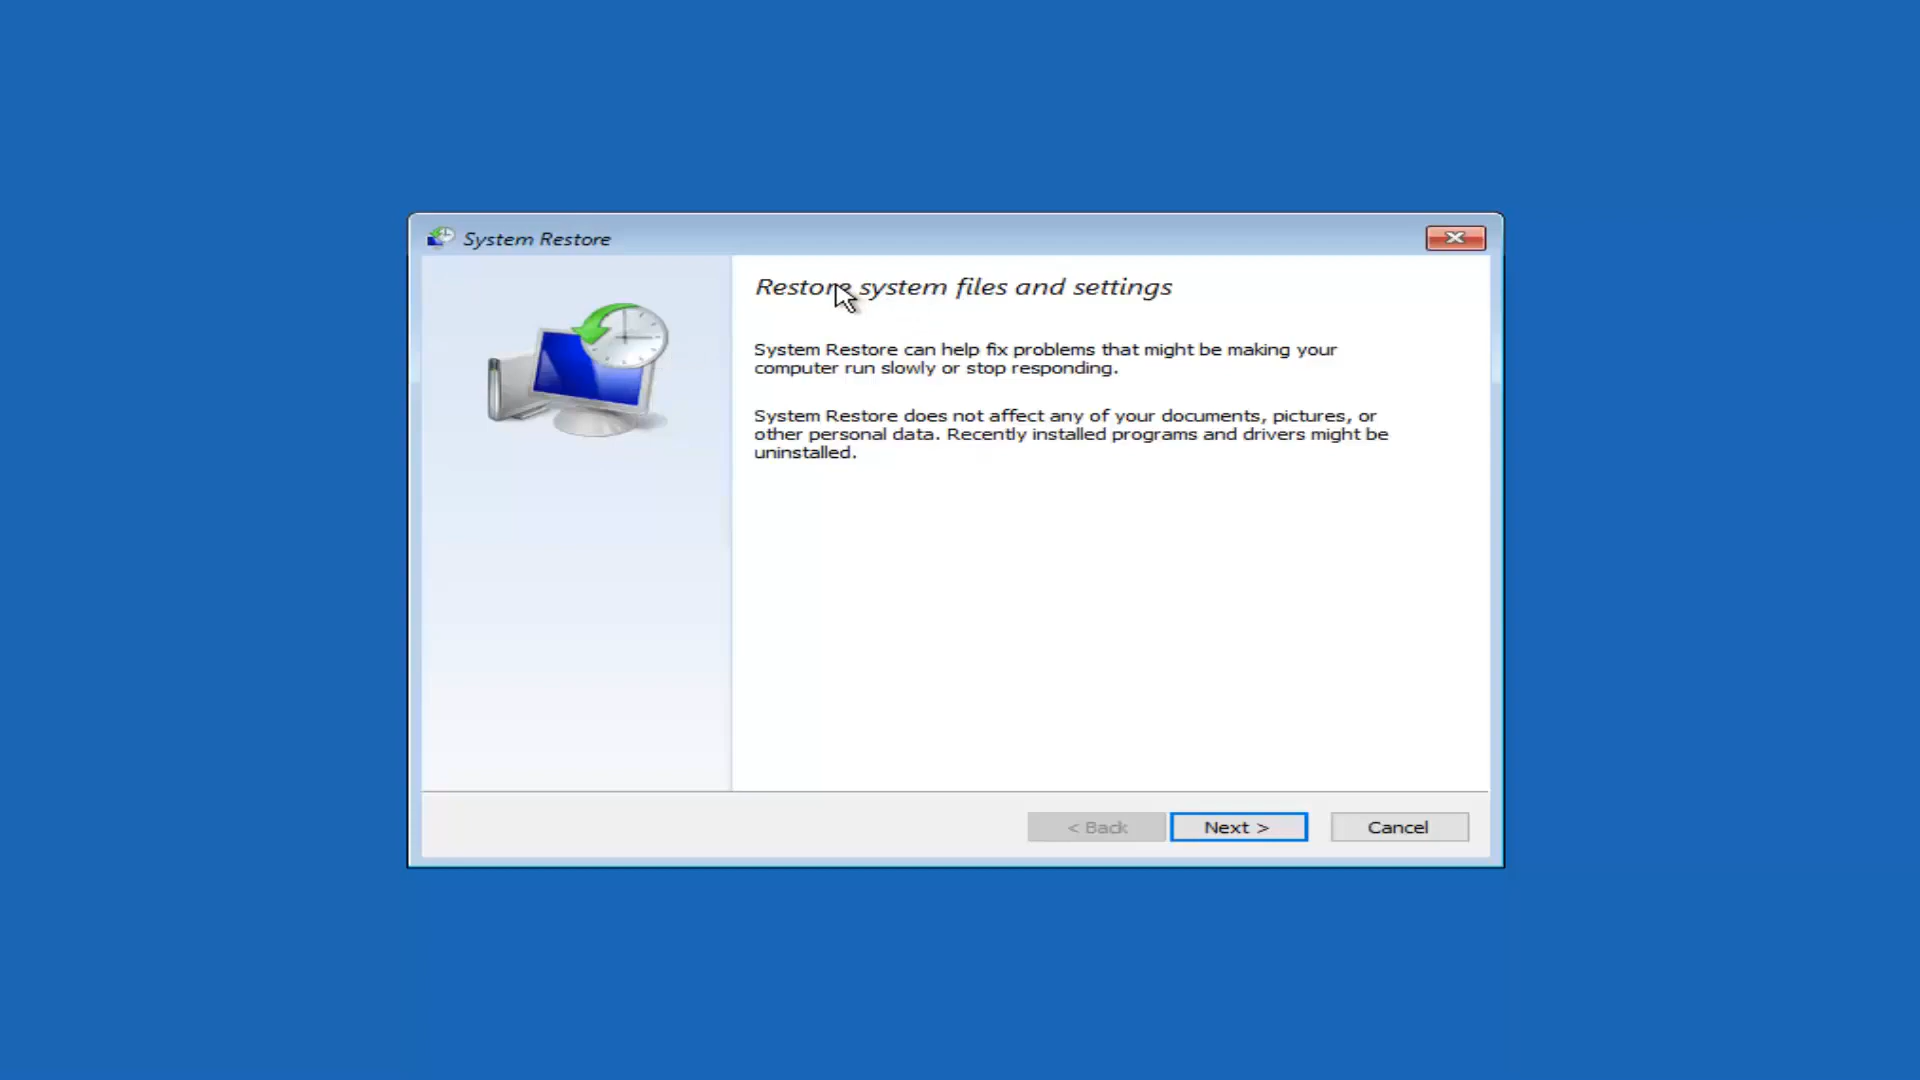 System Restore
Restore system files and settings
System Restore can help fix problems that might be making your
computer run slowly or stop responding.
System Restore does not affect any of your documents, pictures, or
other personal data. Recently installed programs and drivers might be
uninstalled.
< Back
Next >
Cancel